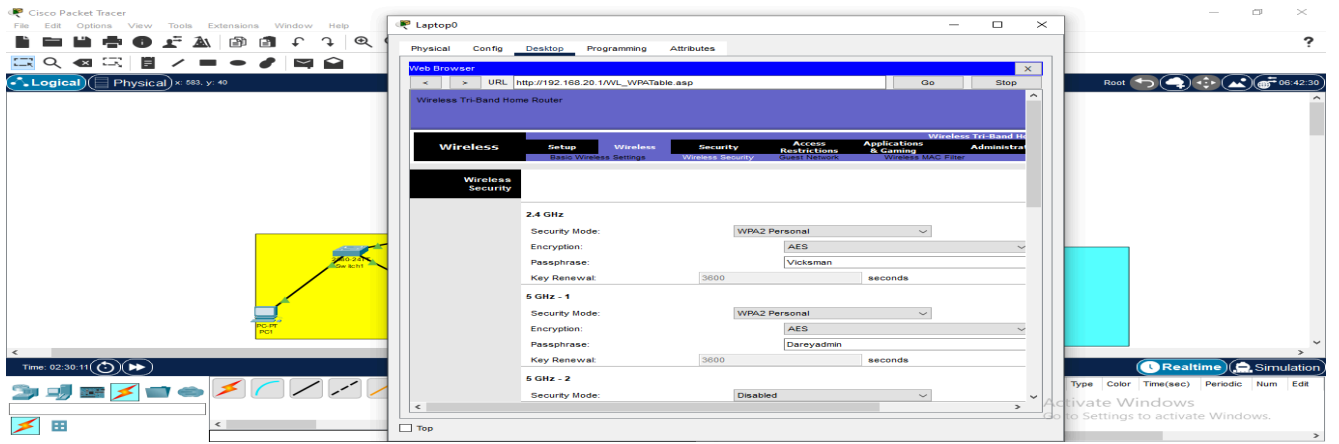 Cisco Packet Tracer
File Edit Options View Tools Extensions Window Help
Logical Physical x: 583, y: 40
Root 06:42:30
?
Laptop0
Physical Config Desktop Programming Attributes
Web Browser X
< > URL http://192.168.20.1/WL_WPATable.asp Go Stop
Wireless Tri-Band Home Router
Wireless Tri-Band Ho
Wireless Setup Wireless Security Access Restrictions Applications & Gaming Administrat
Basic Wireless Settings Wireless Security Guest Network Wireless MAC Filter
Wireless
Security
2.4 GHz
Security Mode: WPA2 Personal
Encryption: AES
Passphrase: Vicksman
Key Renewal: 3600 seconds
5 GHz - 1
Security Mode: WPA2 Personal
Encryption: AES
Passphrase: Dareyadmin
Key Renewal: 3600 seconds
5 GHz - 2
Security Mode: Disabled
Top
Switch1
PC-PT
PC1
Time: 02:30:11
Realtime Simulation
Type Color Time(sec) Periodic Num Edit
Activate Windows
Go to Settings to activate Windows.